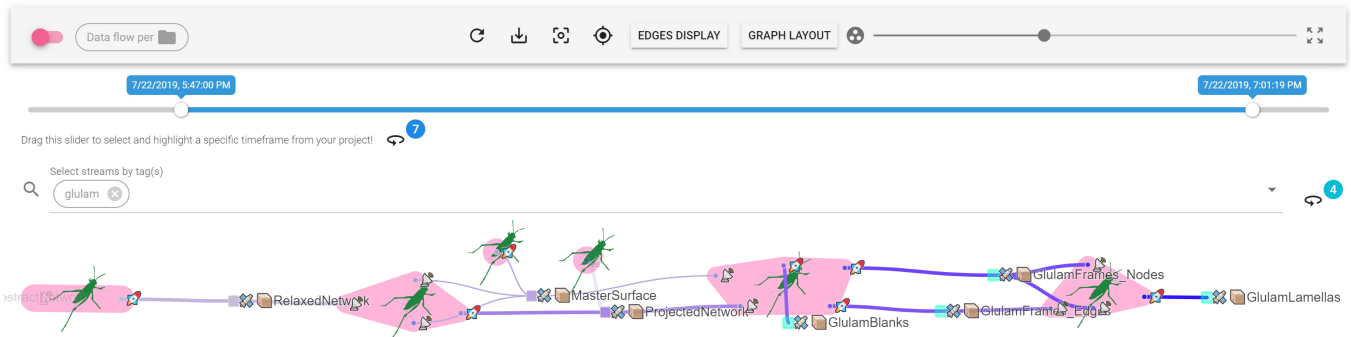 Data flow per
EDGES DISPLAY
GRAPH LAYOUT
7/22/2019, 5:47:00 PM
7/22/2019, 7:01:19 PM
Drag this slider to select and highlight a specific timeframe from your project!
7
Select streams by tag(s)
glulam
4
RelaxedNetwork
MasterSurface
ProjectedNetwork
GlulamBlanks
GlulamFrames_Nodes
GlulamFrames_Edges
GlulamLamellas